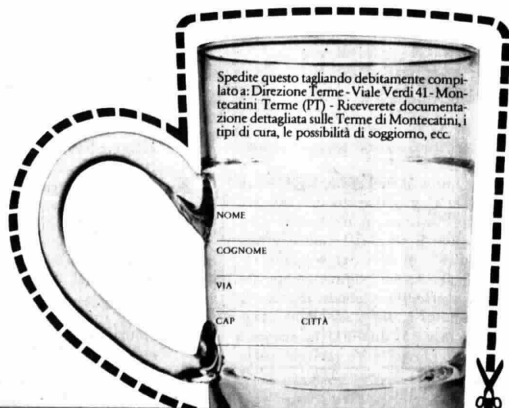 Spedite questo tagliando debitamente compi-
lato a: Direzione Terme - Viale Verdi 41 - Mon-
tecatini Terme (PT) - Riceverete documenta-
zione dettagliata sulle Terme di Montecatini, i
tipi di cura, le possibilità di soggiorno, ecc.
NOME
COGNOME
VIA
CAP CITTÀ